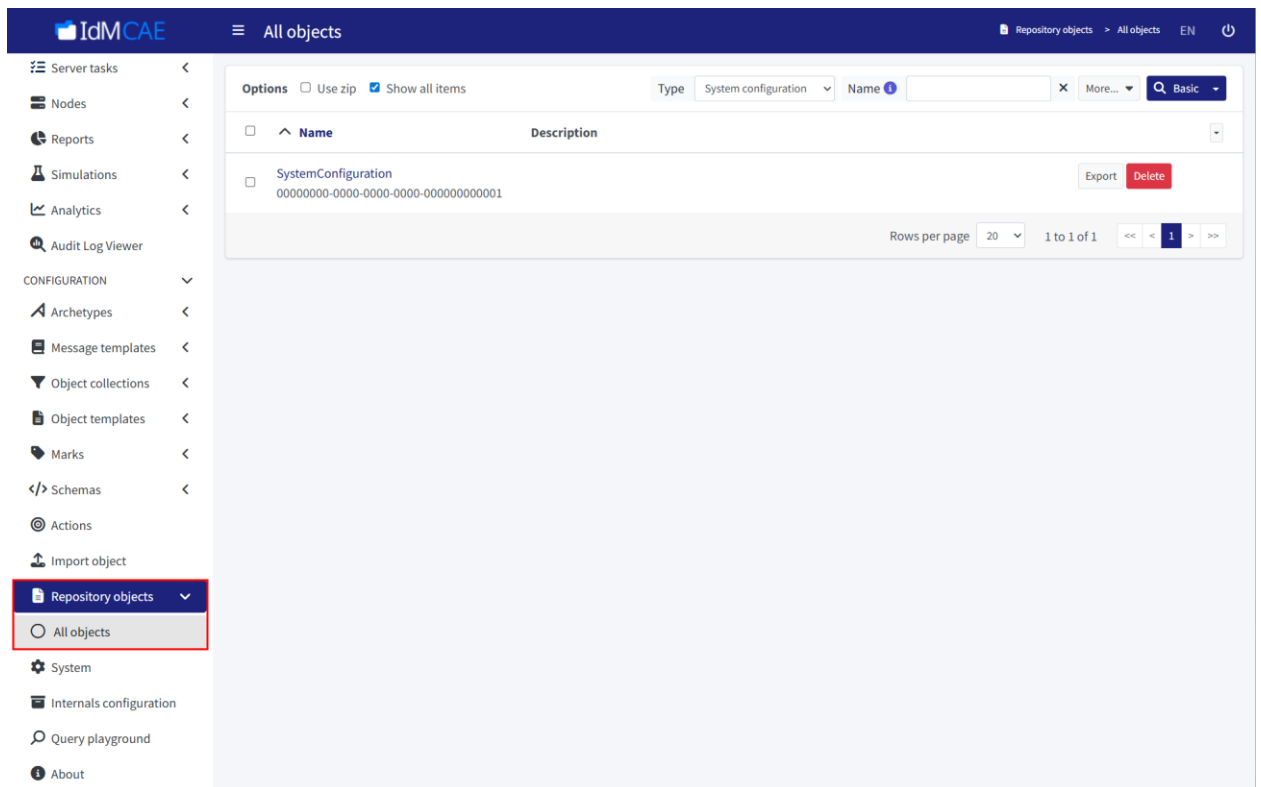 IdMCAE
All objects
Repository objects > All objects EN
Server tasks
Nodes
Reports
Simulations
Analytics
Audit Log Viewer
CONFIGURATION
Archetypes
Message templates
Object collections
Object templates
Marks
Schemas
Actions
Import object
Repository objects
All objects
System
Internals configuration
Query playground
About
Options Use zip Show all items Type System configuration Name More... Basic
Name Description
SystemConfiguration Export Delete
00000000-0000-0000-0000-000000000001
Rows per page 20 1 to 1 of 1 << < 1 > >>